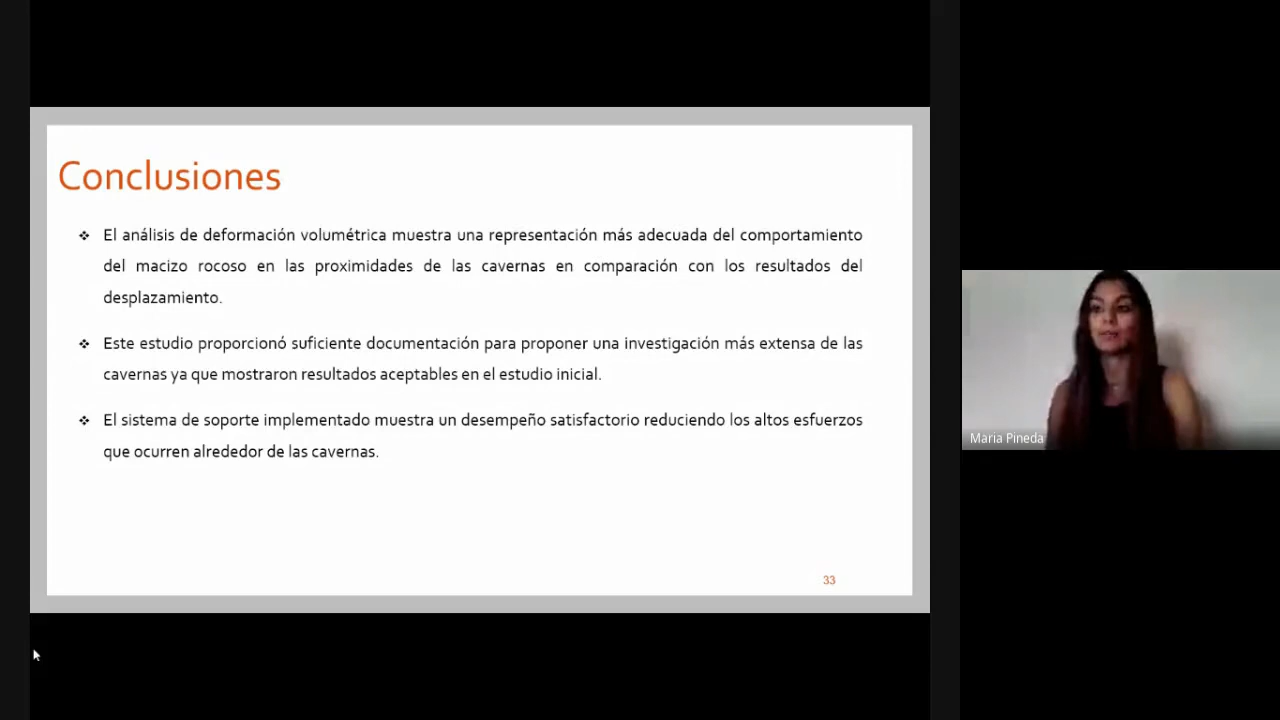 Conclusiones
❖ El análisis de deformación volumétrica muestra una representación más adecuada del comportamiento
del macizo rocoso en las proximidades de las cavernas en comparación con los resultados del
desplazamiento.
❖ Este estudio proporcionó suficiente documentación para proponer una investigación más extensa de las
cavernas ya que mostraron resultados aceptables en el estudio inicial.
❖ El sistema de soporte implementado muestra un desempeño satisfactorio reduciendo los altos esfuerzos
que ocurren alrededor de las cavernas.
33
Maria Pineda